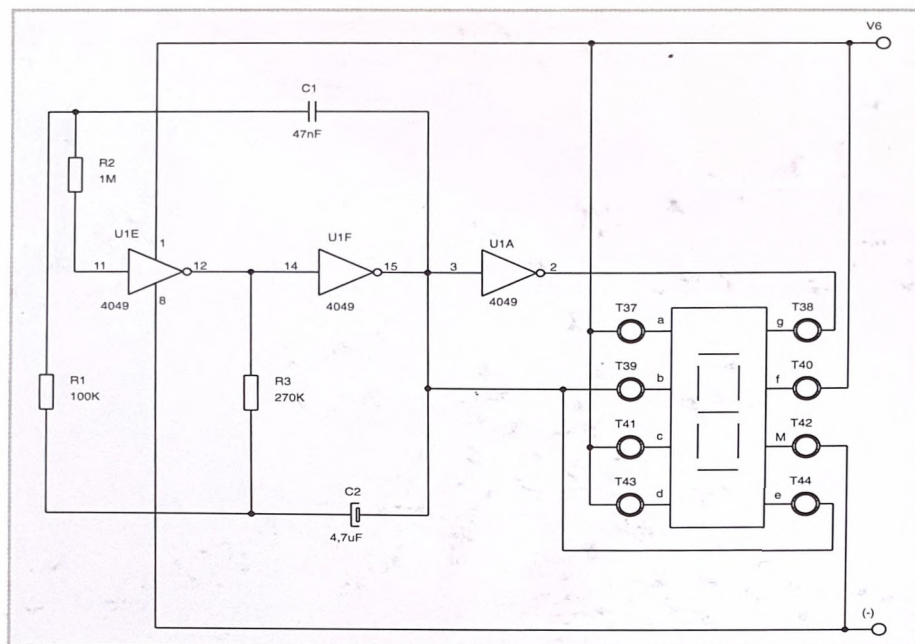 V6
C1
47nF
R2
1M
U1E
1
11
12
4049
8
U1F
14
15
4049
U1A
3
2
4049
T37
a
g
T38
T39
b
f
T40
T41
c
M
T42
T43
d
e
T44
R1
100K
R3
270K
C2
4,7uF
(-)